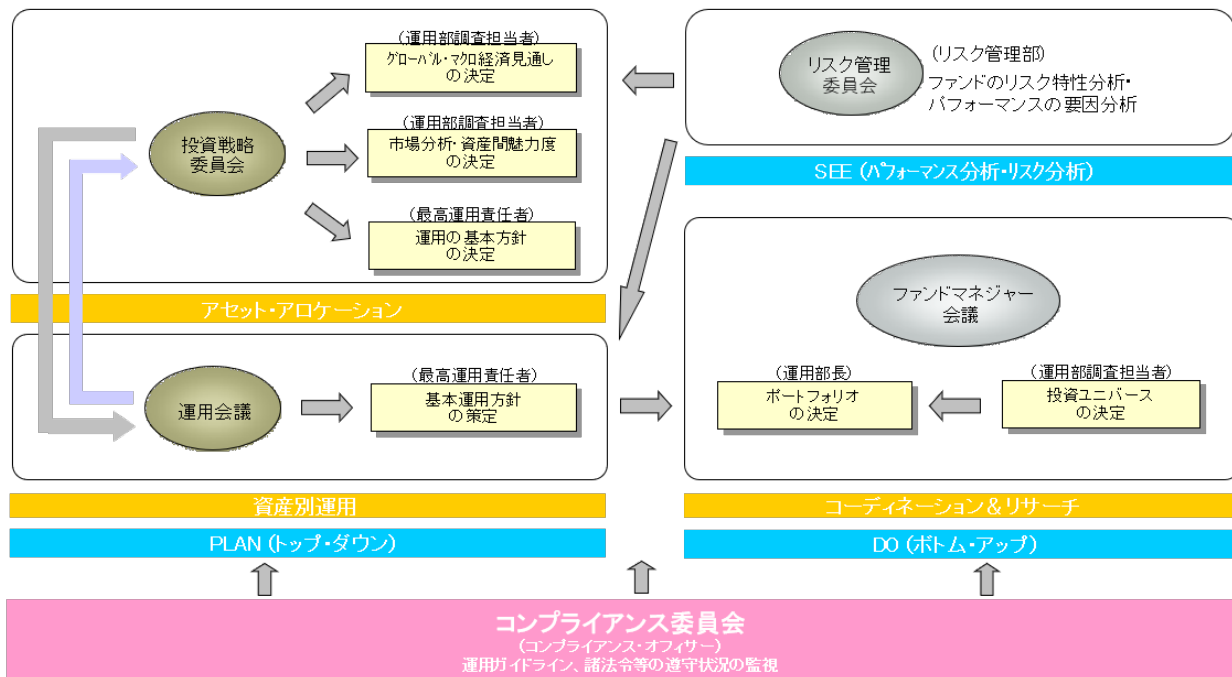 (運用部調査担当者)
グローバル・マクロ経済見通し
の決定
投資戦略
委員会
(運用部調査担当者)
市場分析・資産間魅力度
の決定
(最高運用責任者)
運用の基本方針
の決定
アセット・アロケーション
運用会議
(最高運用責任者)
基本運用方針
の策定
資産別運用
PLAN (トップ・ダウン)
リスク管理
委員会
(リスク管理部)
ファンドのリスク特性分析・
パフォーマンスの要因分析
SEE (パフォーマンス分析・リスク分析)
ファンドマネジャー
会議
(運用部長)
ポートフォリオ
の決定
(運用部調査担当者)
投資ユニバース
の決定
コーディネーション&リサーチ
DO (ボトム・アップ)
コンプライアンス委員会
(コンプライアンス・オフィサー)
運用ガイドライン、諸法令等の遵守状況の監視